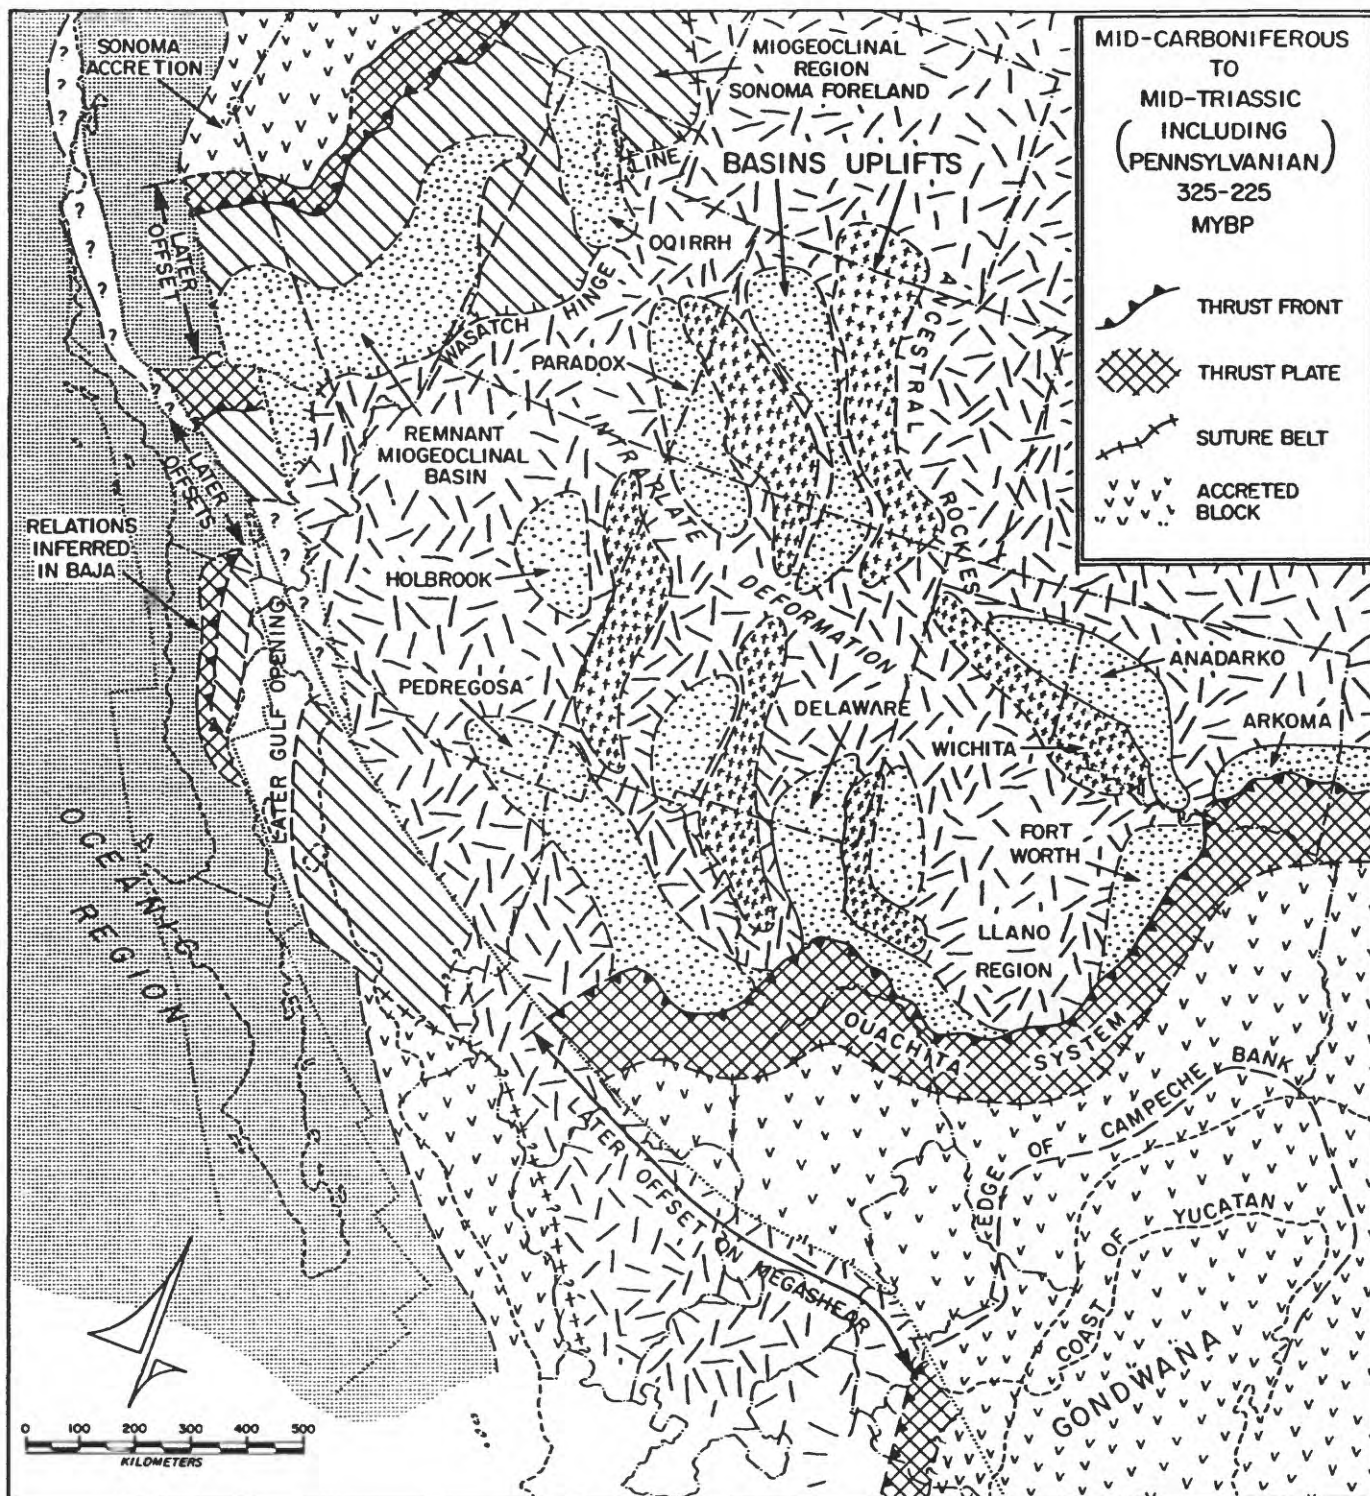 SONOMA
ACCRETION
MIOGEOCLINAL
REGION
SONOMA FORELAND
MID-CARBONIFEROUS
TO
MID-TRIASSIC
(INCLUDING
PENNSYLVANIAN)
325-225
MYBP
THRUST FRONT
THRUST PLATE
SUTURE BELT
ACCRETED
BLOCK
BASINS UPLIFTS
OQIRRH
WASATCH HINGE LINE
LATER
OFFSET
PARADOX
ANCESTRAL ROCKIES
INTRAPLATE
DEFORMATION
REMNANT
MIOGEOCLINAL
BASIN
LATER
OFFSETS
RELATIONS
INFERRED
IN BAJA
HOLBROOK
PEDREGOSA
DELAWARE
ANADARKO
ARKOMA
WICHITA
FORT
WORTH
LLANO
REGION
LATER GULF OPENING
OCEANIC
REGION
OUACHITA SYSTEM
LATER OFFSET ON MEGASHEAR
EDGE OF CAMPECHE BANK
COAST OF YUCATAN
GONDWANA
0 100 200 300 400 500
KILOMETERS
? ? ? ? ? ? ? ? ? ? ? ? ? ? ?